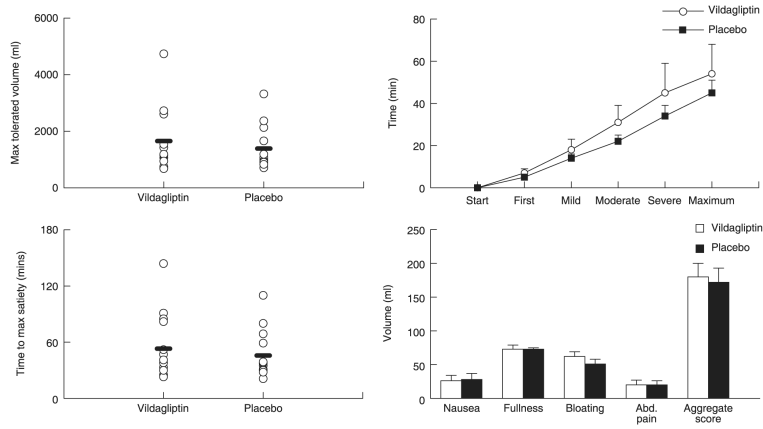 Max tolerated volume (ml)
6000
4000
2000
0
Vildagliptin Placebo
Vildagliptin
Placebo
Time (min)
80
60
40
20
0
Start First Mild Moderate Severe Maximum
Time to max satiety (mins)
180
120
60
0
Vildagliptin Placebo
Vildagliptin
Placebo
Volume (ml)
250
200
150
100
50
0
Nausea Fullness Bloating Abd. Aggregate
pain score